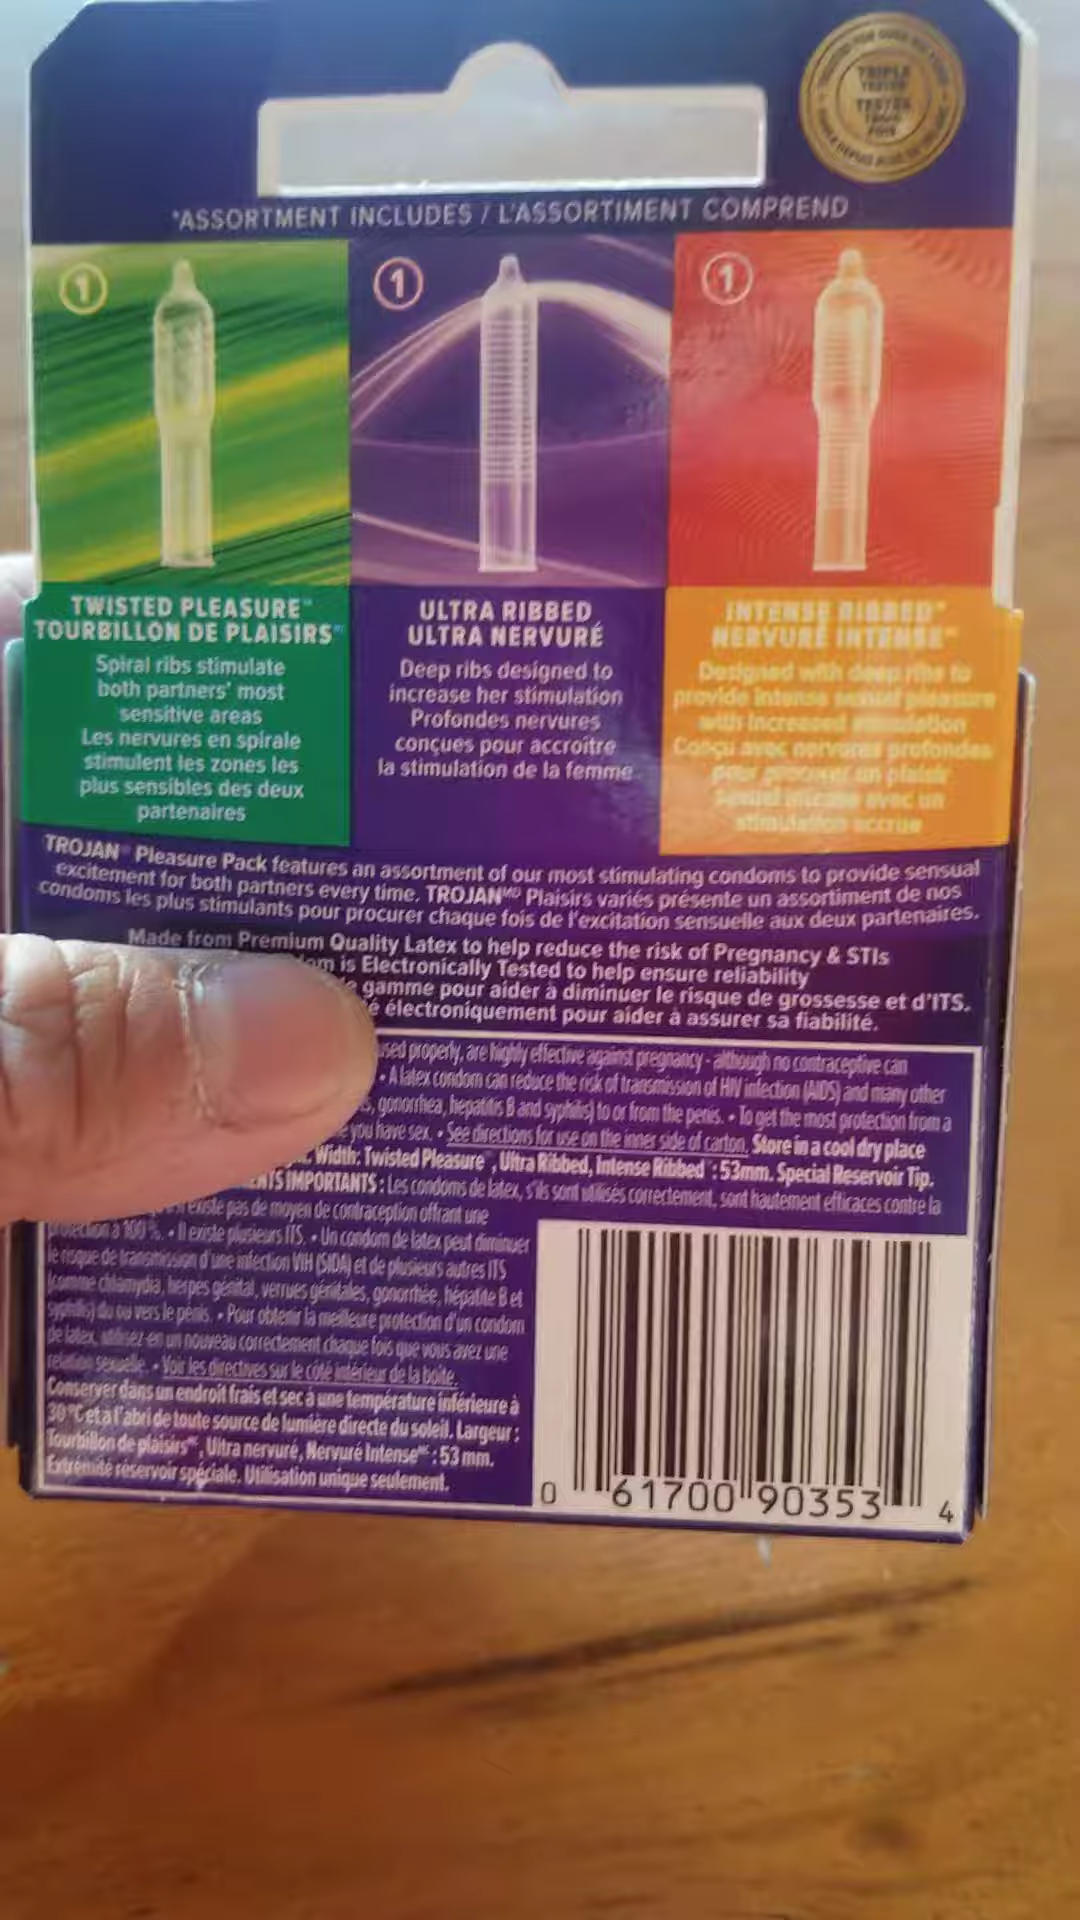 TRIPLE
TESTED
TESTÉS
TROIS
FOIS
*ASSORTMENT INCLUDES / L'ASSORTIMENT COMPREND
1
1
1
TWISTED PLEASURE™
TOURBILLON DE PLAISIRS™
Spiral ribs stimulate
both partners' most
sensitive areas
Les nervures en spirale
stimulent les zones les
plus sensibles des deux
partenaires
ULTRA RIBBED
ULTRA NERVURÉ
Deep ribs designed to
increase her stimulation
Profondes nervures
conçues pour accroître
la stimulation de la femme
INTENSE RIBBED™
NERVURÉ INTENSE™
Designed with deep ribs to
provide intense sexual pleasure
with increased stimulation
Conçu avec nervures profondes
pour procurer un plaisir
sexuel intense avec un
stimulation accrue
TROJAN™ Pleasure Pack features an assortment of our most stimulating condoms to provide sensual
excitement for both partners every time. TROJANMD Plaisirs variés présente un assortiment de nos
condoms les plus stimulants pour procurer chaque fois de l'excitation sensuelle aux deux partenaires.
Made from Premium Quality Latex to help reduce the risk of Pregnancy & STIs
is Electronically Tested to help ensure reliability
gamme pour aider à diminuer le risque de grossesse et d'ITS.
électroniquement pour aider à assurer sa fiabilité.
used properly, are highly effective against pregnancy - although no contraceptive can
• A latex condom can reduce the risk of transmission of HIV infection (AIDS) and many other
gonorrhea, hepatitis B and syphilis) to or from the penis. • To get the most protection from a
you have sex. • See directions for use on the inner side of carton. Store in a cool dry place
Width: Twisted Pleasure™, Ultra Ribbed, Intense Ribbed™: 53mm. Special Reservoir Tip.
IMPORTANTS : Les condoms de latex, s'ils sont utilisés correctement, sont hautement efficaces contre la
existe pas de moyen de contraception offrant une
protection à 100 %. • Il existe plusieurs ITS. • Un condom de latex peut diminuer
le risque de transmission d'une infection VIH (SIDA) et de plusieurs autres ITS
(comme chlamydia, herpes génital, verrues génitales, gonorrhée, hépatite B et
syphilis) du ou vers le pénis. • Pour obtenir la meilleure protection d'un condom
de latex, utilisez-en un nouveau correctement chaque fois que vous avez une
relation sexuelle. • Voir les directives sur le côté intérieur de la boîte.
Conserver dans un endroit frais et sec à une température inférieure à
30 °C et à l'abri de toute source de lumière directe du soleil. Largeur :
Tourbillon de plaisirs™, Ultra nervuré, Nervuré Intense™ : 53 mm.
Extrémité réservoir spéciale. Utilisation unique seulement.
0 61700 90353 4